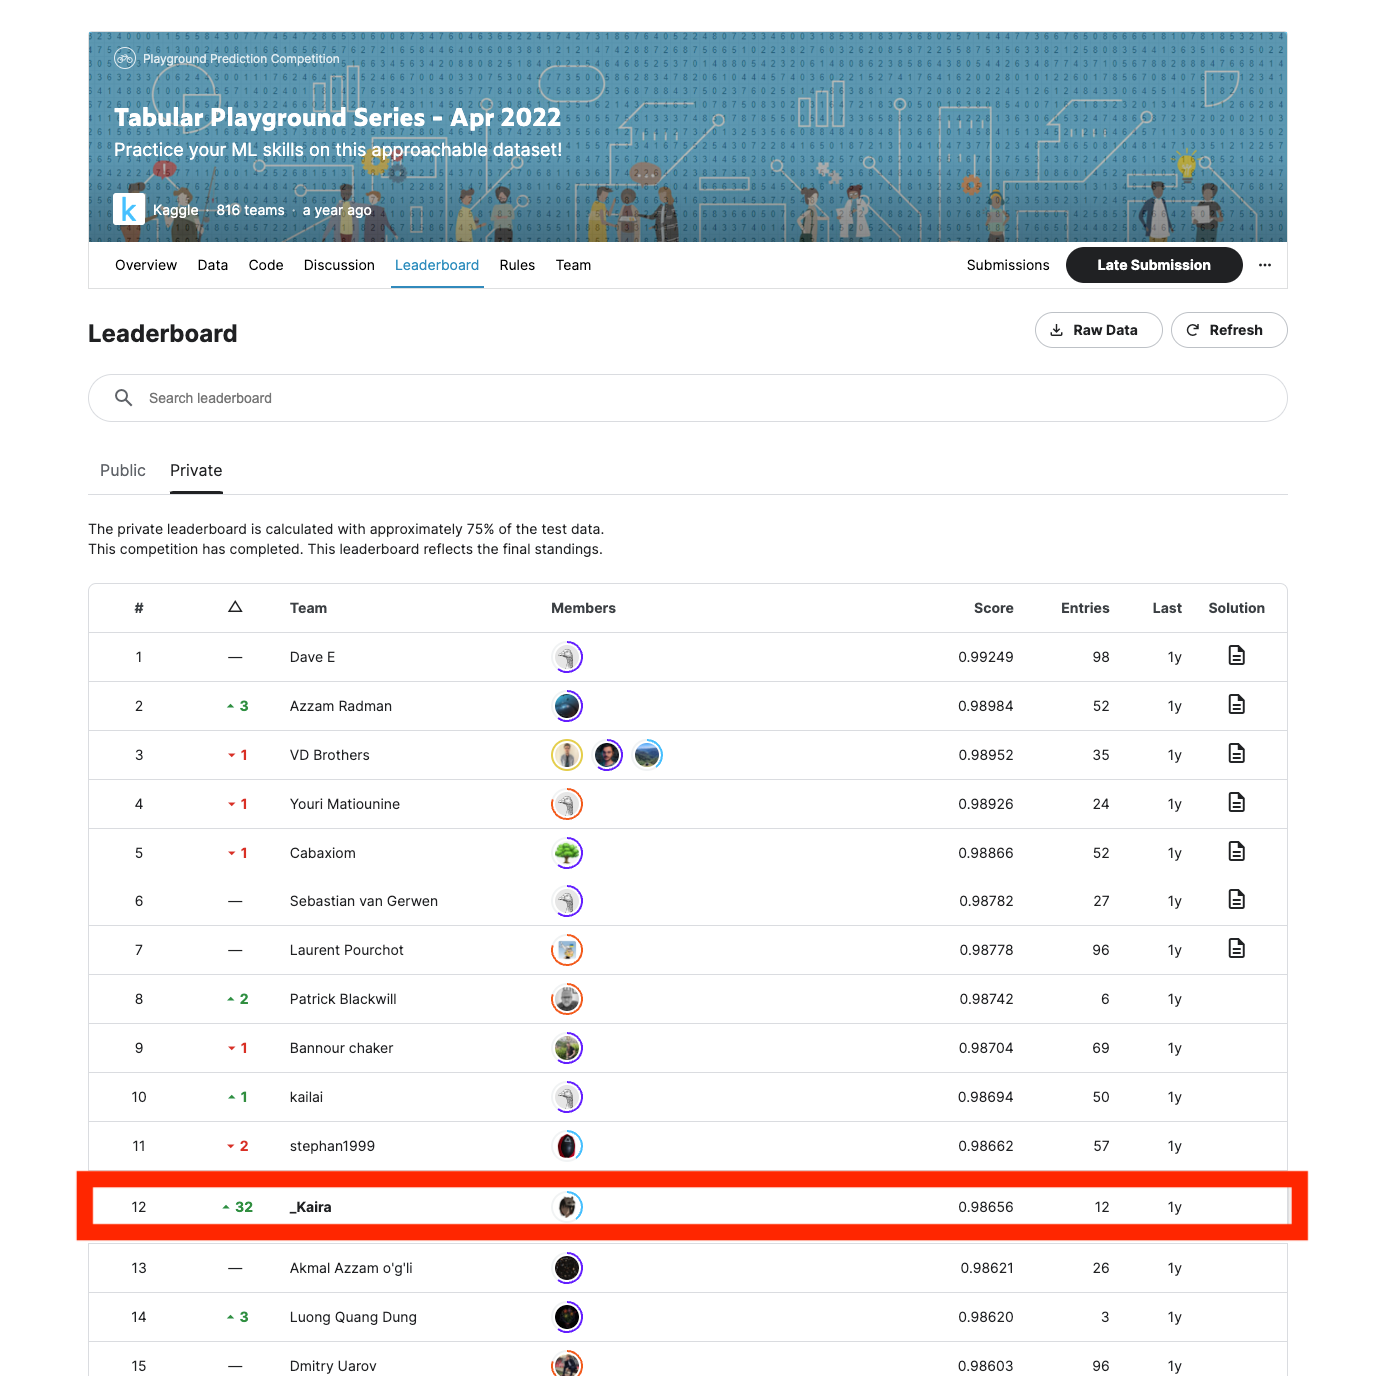 Playground Prediction Competition
Tabular Playground Series - Apr 2022
Practice your ML skills on this approachable dataset!
k Kaggle · 816 teams · a year ago
Overview Data Code Discussion Leaderboard Rules Team Submissions Late Submission ...
Leaderboard Raw Data Refresh
Search leaderboard
Public Private
The private leaderboard is calculated with approximately 75% of the test data.
This competition has completed. This leaderboard reflects the final standings.
# △ Team Members Score Entries Last Solution
1 — Dave E 0.99249 98 1y
2 3 Azzam Radman 0.98984 52 1y
3 1 VD Brothers 0.98952 35 1y
4 1 Youri Matiounine 0.98926 24 1y
5 1 Cabaxiom 0.98866 52 1y
6 — Sebastian van Gerwen 0.98782 27 1y
7 — Laurent Pourchot 0.98778 96 1y
8 2 Patrick Blackwill 0.98742 6 1y
9 1 Bannour chaker 0.98704 69 1y
10 1 kailai 0.98694 50 1y
11 2 stephan1999 0.98662 57 1y
12 32 _Kaira 0.98656 12 1y
13 — Akmal Azzam o'g'li 0.98621 26 1y
14 3 Luong Quang Dung 0.98620 3 1y
15 — Dmitry Uarov 0.98603 96 1y